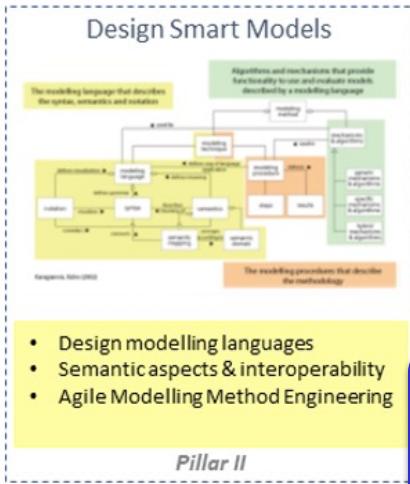 Design Smart Models
The modelling language that describes
the syntax, semantics and notation
Algorithms and mechanisms that provide
functionality to use and evaluate models
described by a modelling language
modelling
method
modelling
technique
mechanisms
& algorithms
modelling
language
modelling
procedure
steps
results
notation
syntax
semantics
semantic
mapping
semantic
domain
generic
mechanisms
& algorithms
specific
mechanisms
& algorithms
hybrid
mechanisms
& algorithms
The modelling procedures that describe
the methodology
• Design modelling languages
• Semantic aspects & interoperability
• Agile Modelling Method Engineering
Pillar II